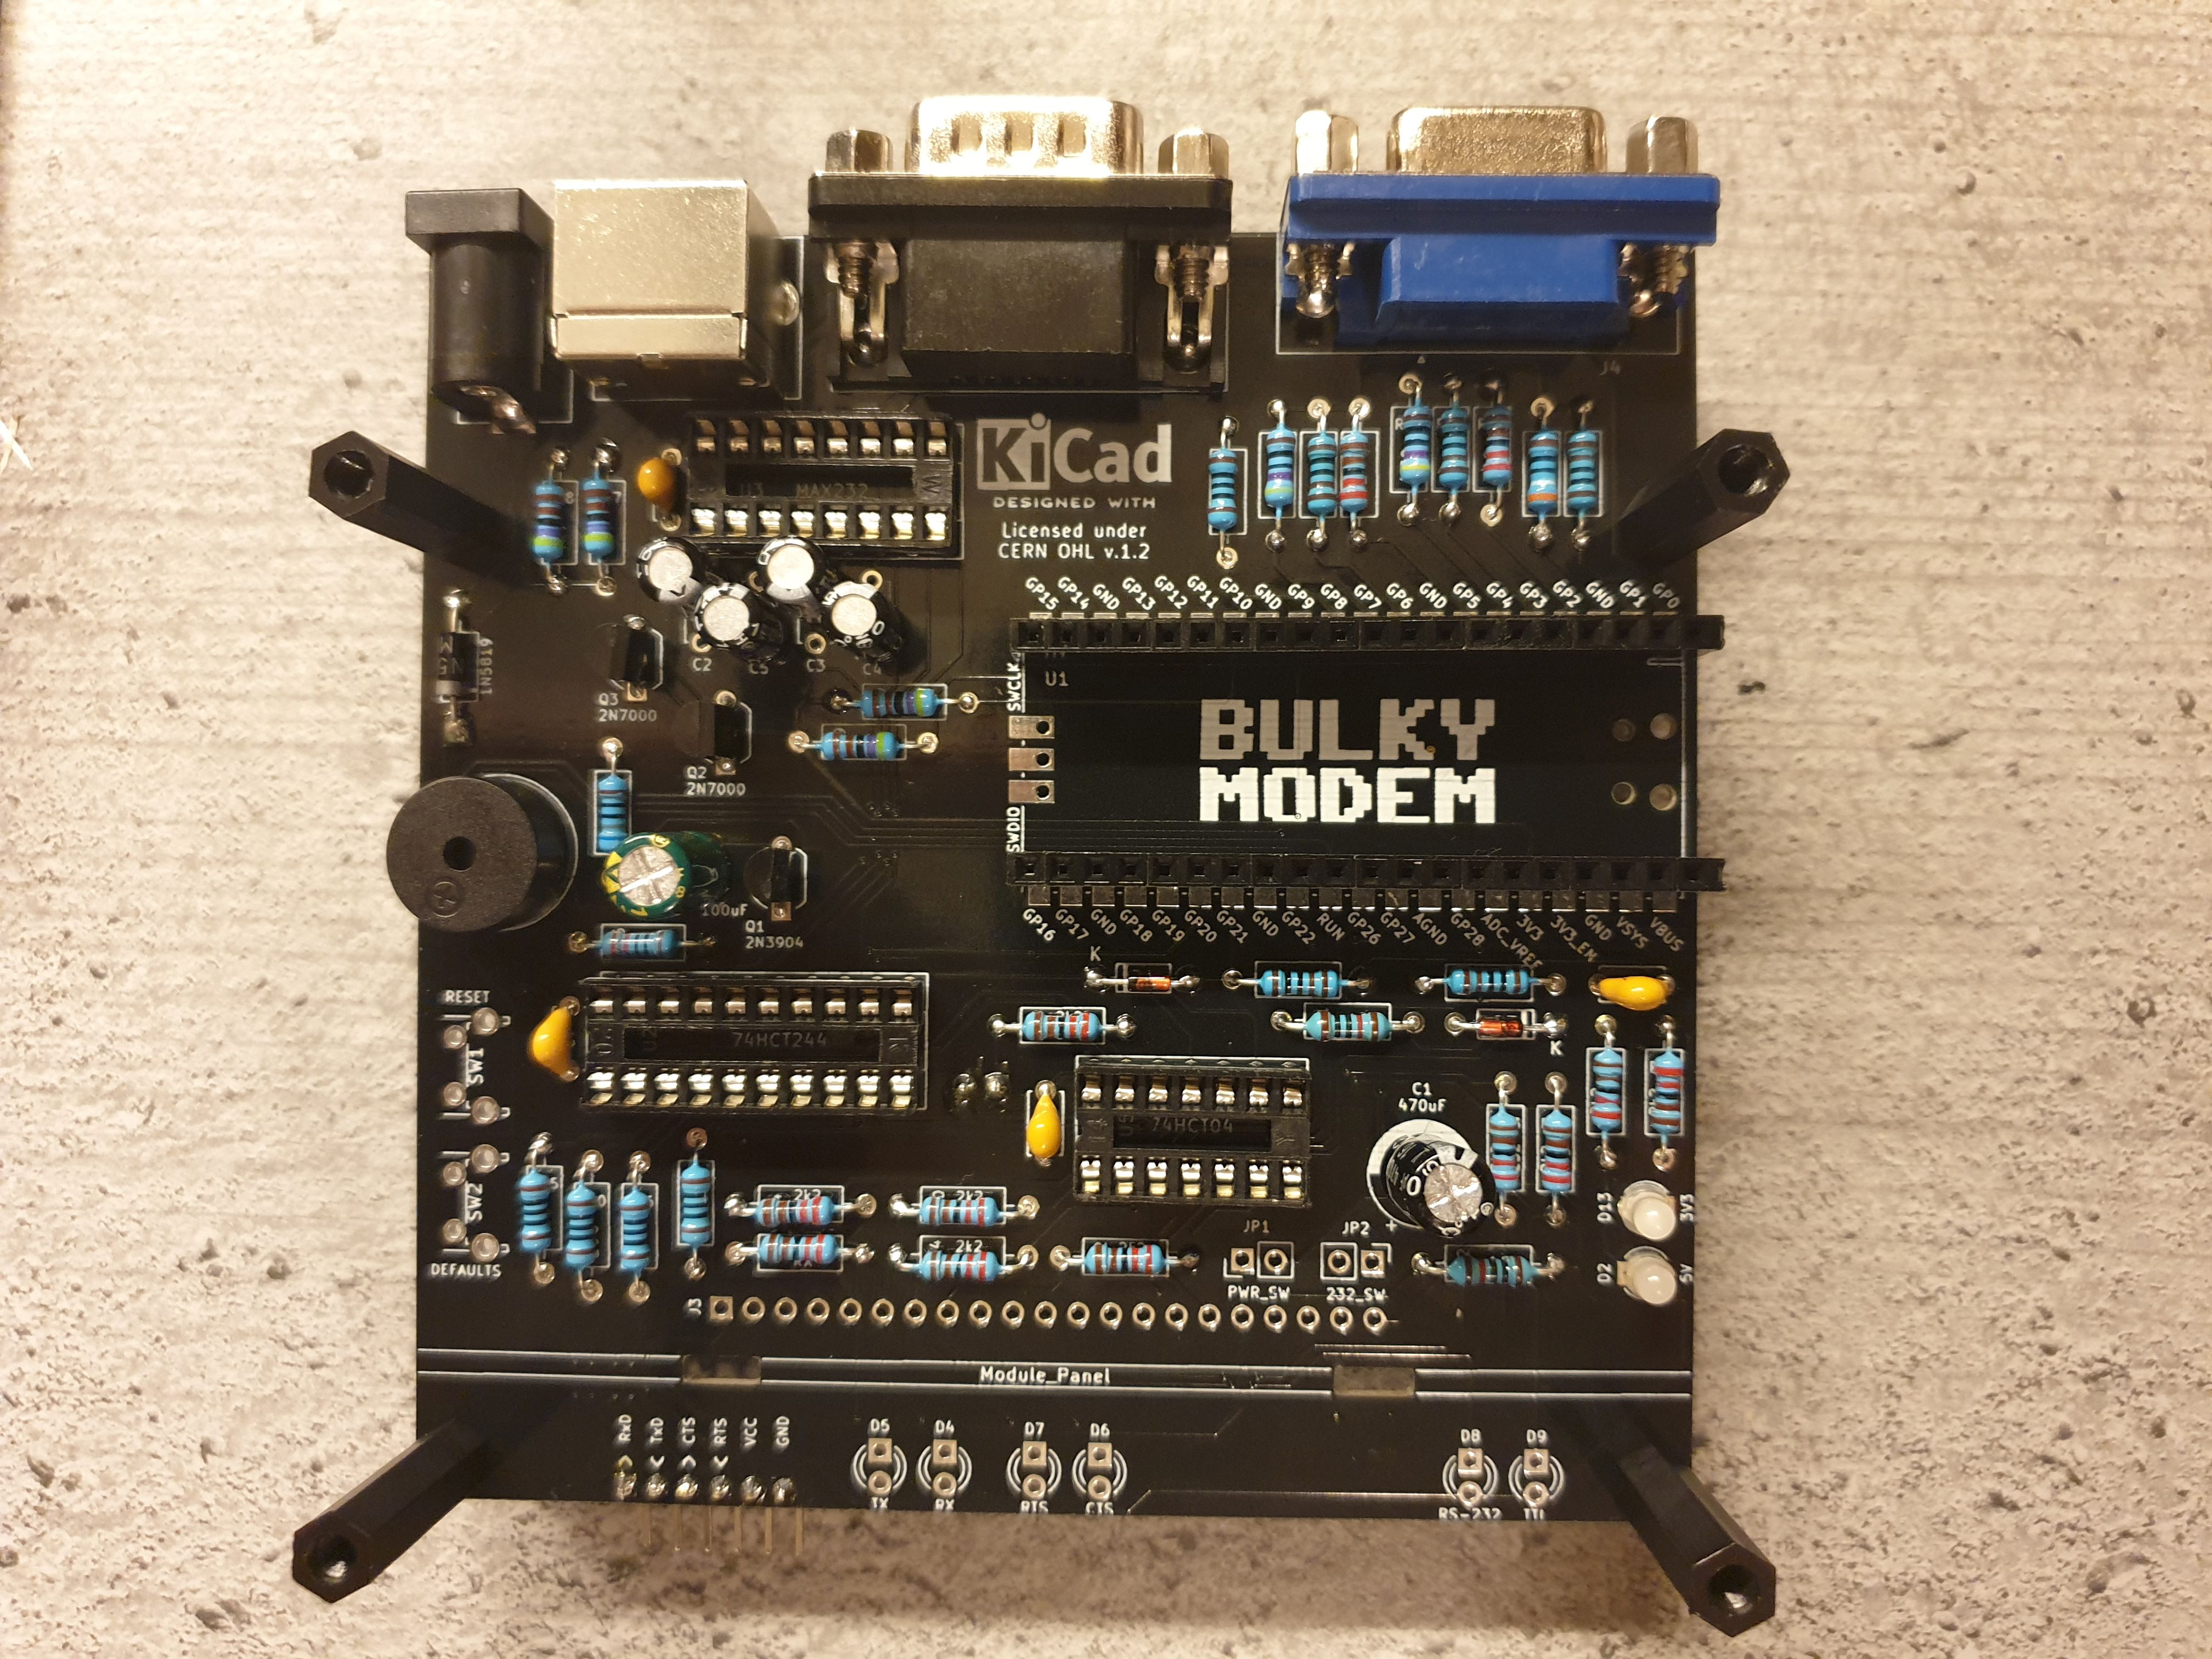 KiCad
DESIGNED WITH
Licensed under
CERN OHL v.1.2
J4
U3 MAX232
GP15 GP14 GND GP13 GP12 GP11 GP10 GND GP9 GP8 GP7 GP6 GND GP5 GP4 GP3 GP2 GND GP1 GP0
1N5819
C2 C5 C3 C4
SWCLK
U1
Q3
2N7000
BULKY
MODEM
Q2
2N7000
SWDIO
100uF
Q1
2N3904
GP16 GP17 GND GP18 GP19 GP20 GP21 GND GP22 RUN GP26 GP27 AGND GP28 ADC_VREF 3V3 3V3_EN GND VSYS VBUS
K
RESET
SW1
74HCT244
K
C1
470uF
74HCT04
SW2
DEFAULTS
2k2
2k2
2k2
JP1
PWR_SW
JP2
232_SW
+
D13 3V3
D2 5V
J3
Module_Panel
> RxD
< TxD
> CTS
< RTS
VCC
GND
D5 D4 D7 D6 D8 D9
TX RX RTS CTS RS-232 TTL